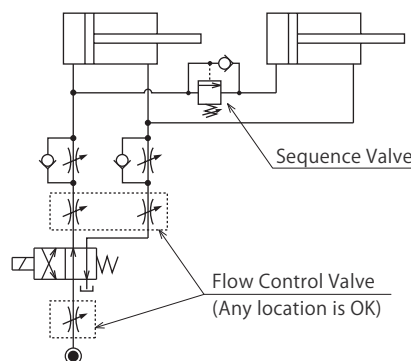 Sequence Valve
Flow Control Valve
(Any location is OK)